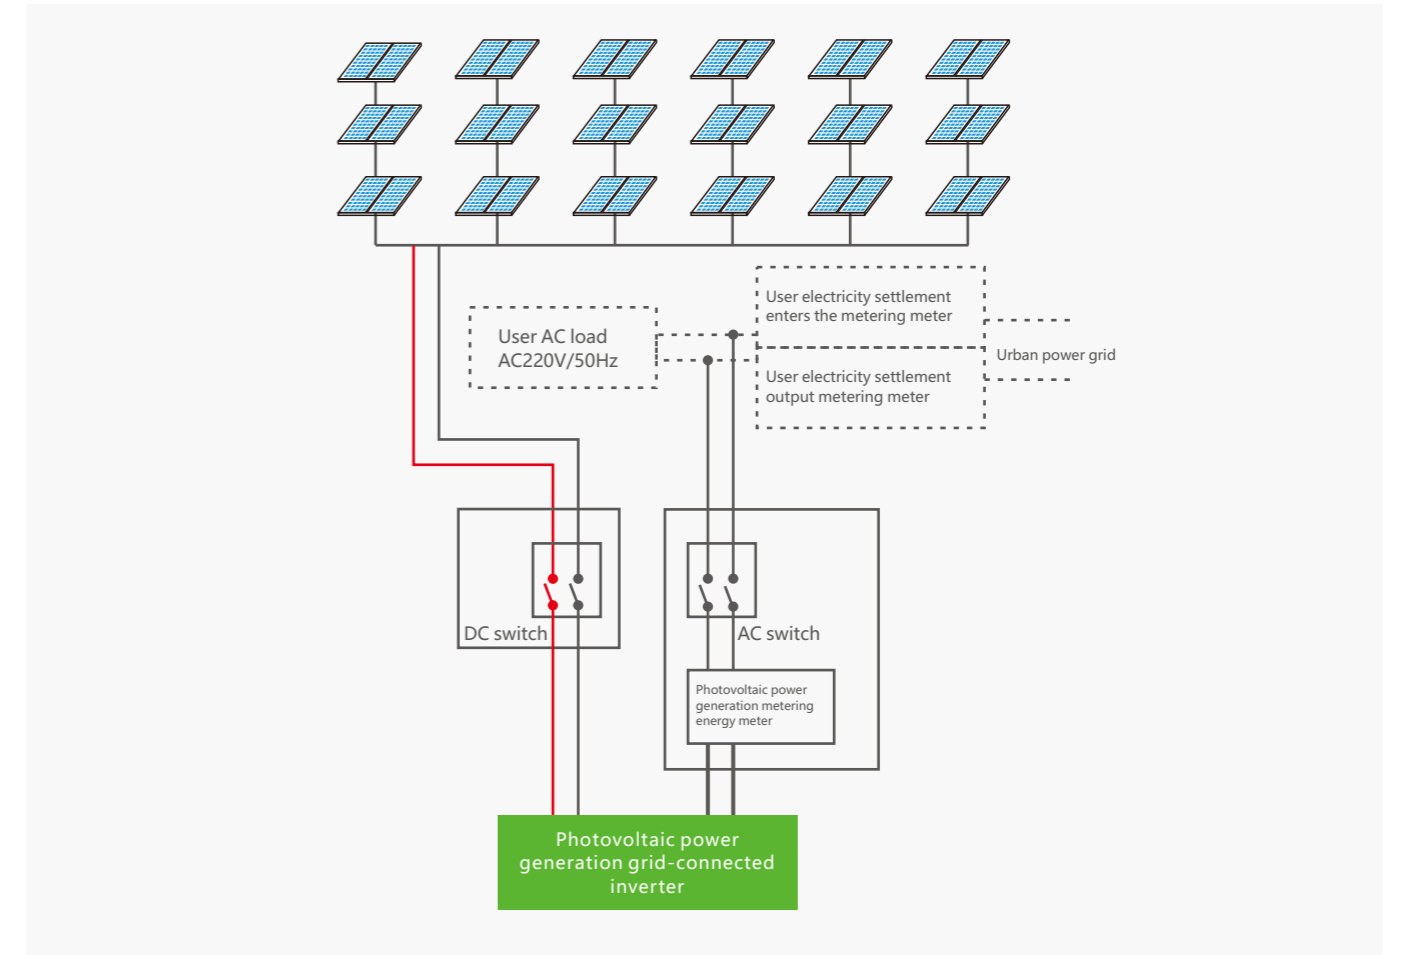 User electricity settlement
enters the metering meter
User AC load
AC220V/50Hz
Urban power grid
User electricity settlement
output metering meter
DC switch
AC switch
Photovoltaic power
generation metering
energy meter
Photovoltaic power
generation grid-connected
inverter